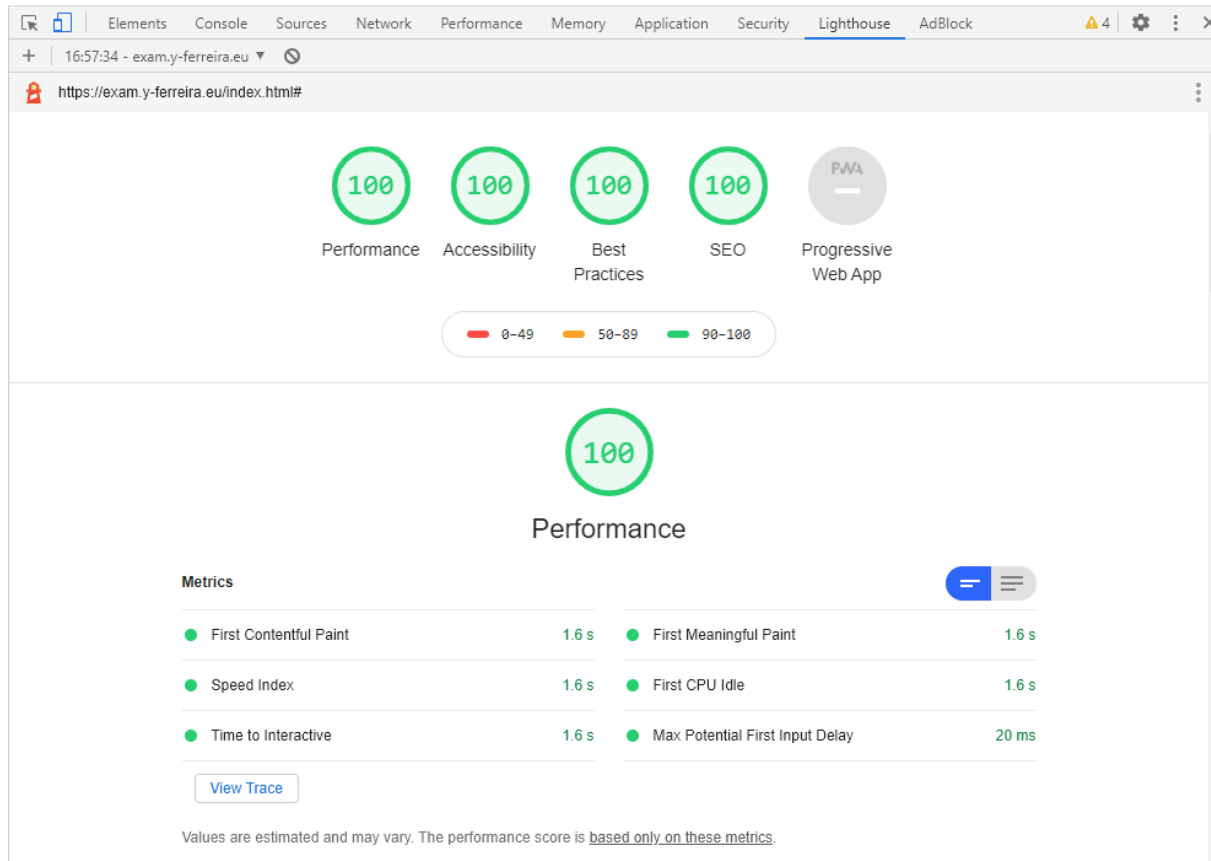 Elements Console Sources Network Performance Memory Application Security Lighthouse AdBlock 4
16:57:34 - exam.y-ferreira.eu
https://exam.y-ferreira.eu/index.html#
100 100 100 100 PWA
Performance Accessibility Best Practices SEO Progressive Web App
0–49 50–89 90–100
100
Performance
Metrics
First Contentful Paint 1.6 s First Meaningful Paint 1.6 s
Speed Index 1.6 s First CPU Idle 1.6 s
Time to Interactive 1.6 s Max Potential First Input Delay 20 ms
View Trace
Values are estimated and may vary. The performance score is based only on these metrics.